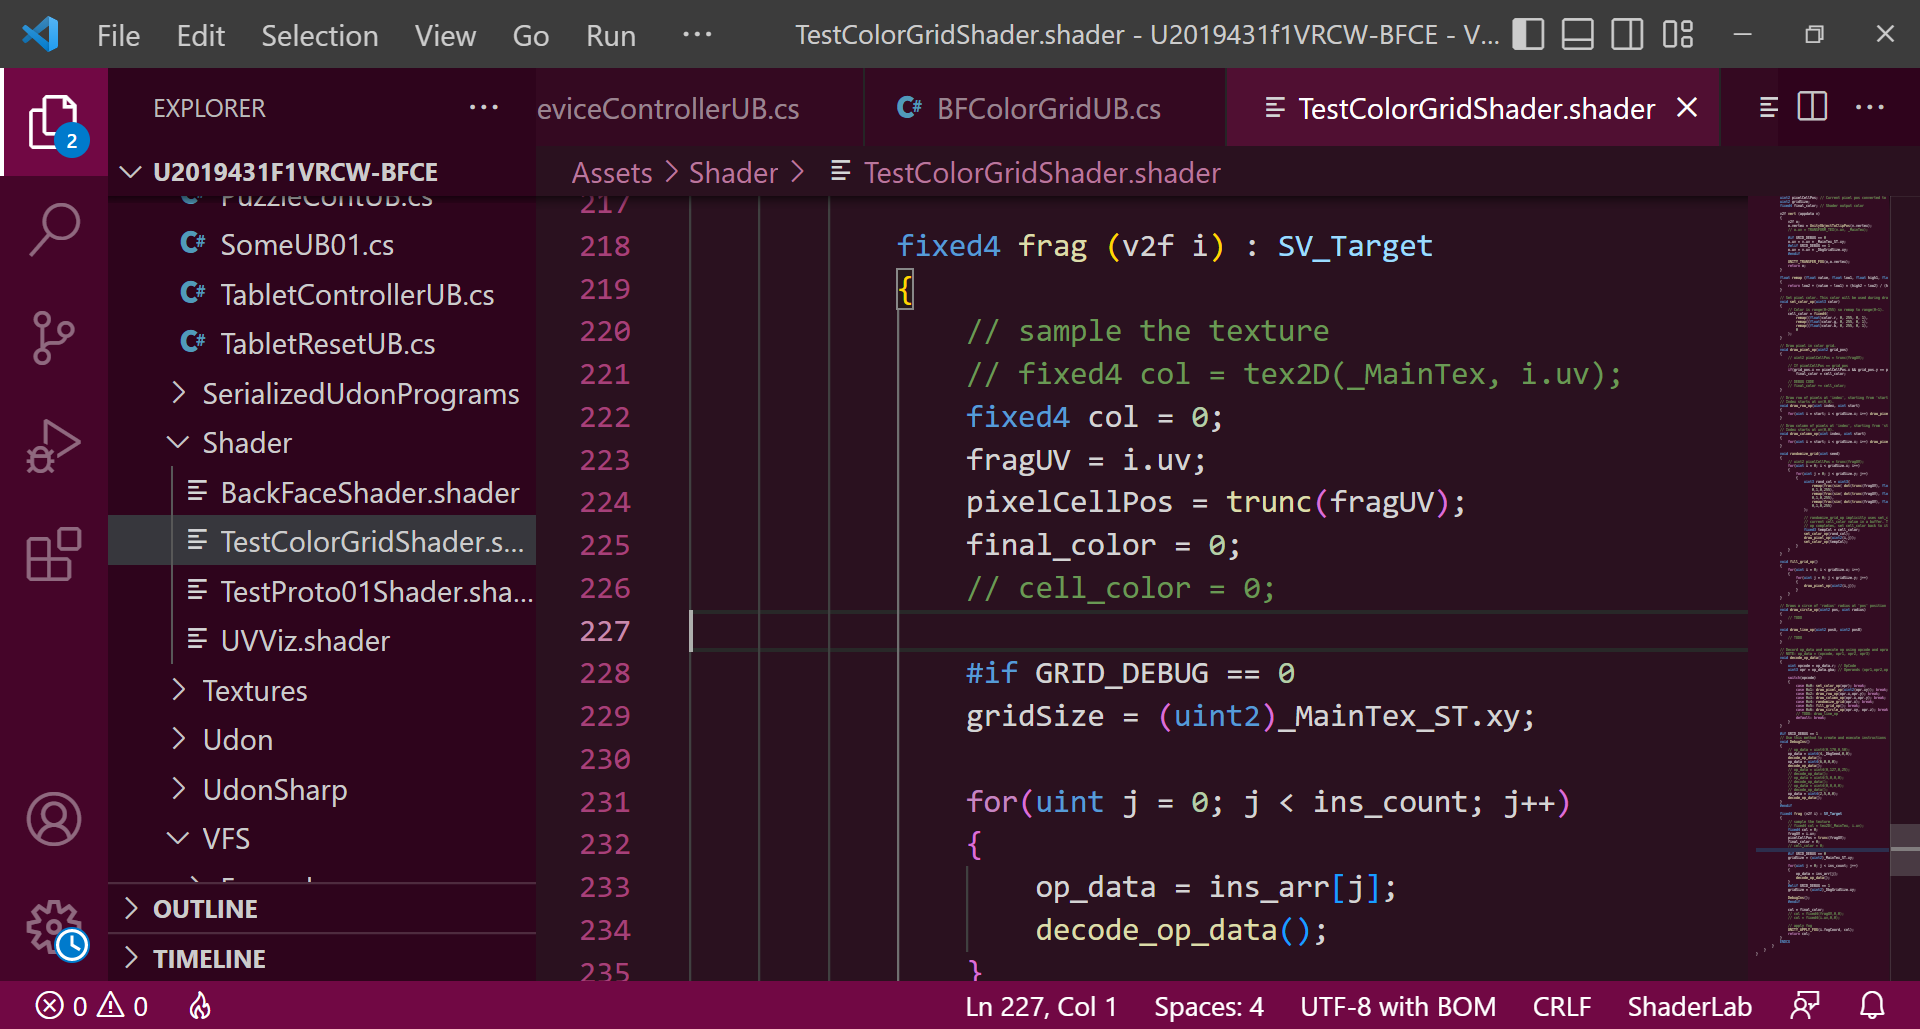 File Edit Selection View Go Run ··· TestColorGridShader.shader - U2019431f1VRCW-BFCE - V...
EXPLORER ···
eviceControllerUB.cs BFColorGridUB.cs TestColorGridShader.shader
2
U2019431F1VRCW-BFCE
Assets > Shader > TestColorGridShader.shader
PuzzleContUB.cs
SomeUB01.cs
TabletControllerUB.cs
TabletResetUB.cs
SerializedUdonPrograms
Shader
BackFaceShader.shader
TestColorGridShader.s...
TestProto01Shader.sha...
UVViz.shader
Textures
Udon
UdonSharp
VFS
OUTLINE
TIMELINE
217
218 fixed4 frag (v2f i) : SV_Target
219 {
220 // sample the texture
221 // fixed4 col = tex2D(_MainTex, i.uv);
222 fixed4 col = 0;
223 fragUV = i.uv;
224 pixelCellPos = trunc(fragUV);
225 final_color = 0;
226 // cell_color = 0;
227
228 #if GRID_DEBUG == 0
229 gridSize = (uint2)_MainTex_ST.xy;
230
231 for(uint j = 0; j < ins_count; j++)
232 {
233 op_data = ins_arr[j];
234 decode_op_data();
235 }
0 0 Ln 227, Col 1 Spaces: 4 UTF-8 with BOM CRLF ShaderLab